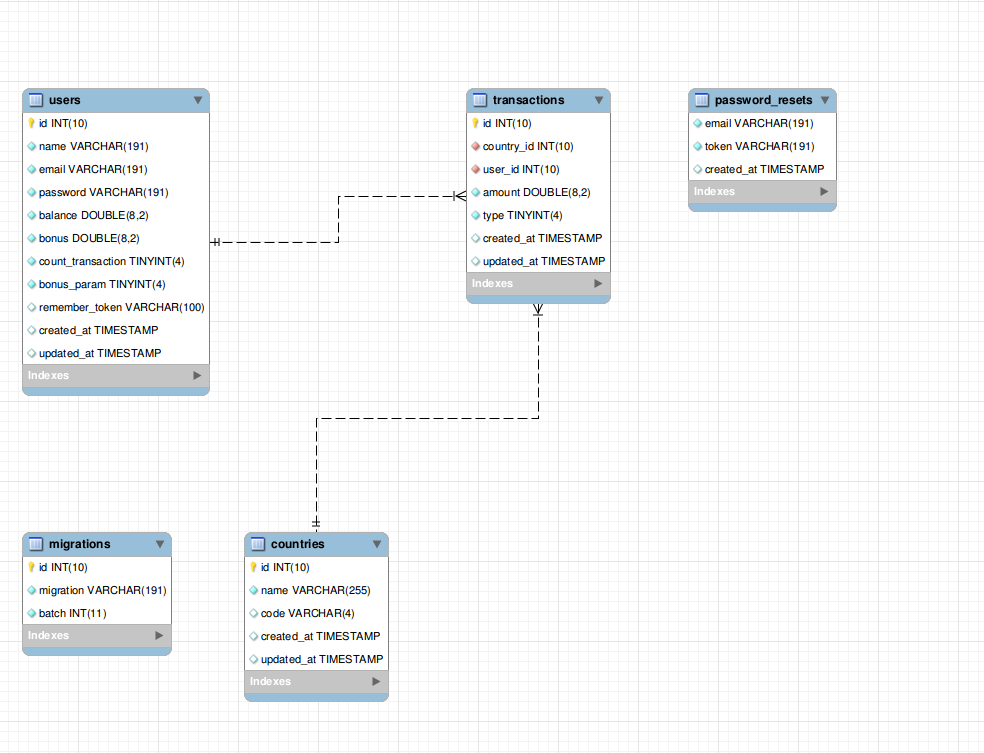 users
id INT(10)
name VARCHAR(191)
email VARCHAR(191)
password VARCHAR(191)
balance DOUBLE(8,2)
bonus DOUBLE(8,2)
count_transaction TINYINT(4)
bonus_param TINYINT(4)
remember_token VARCHAR(100)
created_at TIMESTAMP
updated_at TIMESTAMP
Indexes
transactions
id INT(10)
country_id INT(10)
user_id INT(10)
amount DOUBLE(8,2)
type TINYINT(4)
created_at TIMESTAMP
updated_at TIMESTAMP
Indexes
password_resets
email VARCHAR(191)
token VARCHAR(191)
created_at TIMESTAMP
Indexes
migrations
id INT(10)
migration VARCHAR(191)
batch INT(11)
Indexes
countries
id INT(10)
name VARCHAR(255)
code VARCHAR(4)
created_at TIMESTAMP
updated_at TIMESTAMP
Indexes